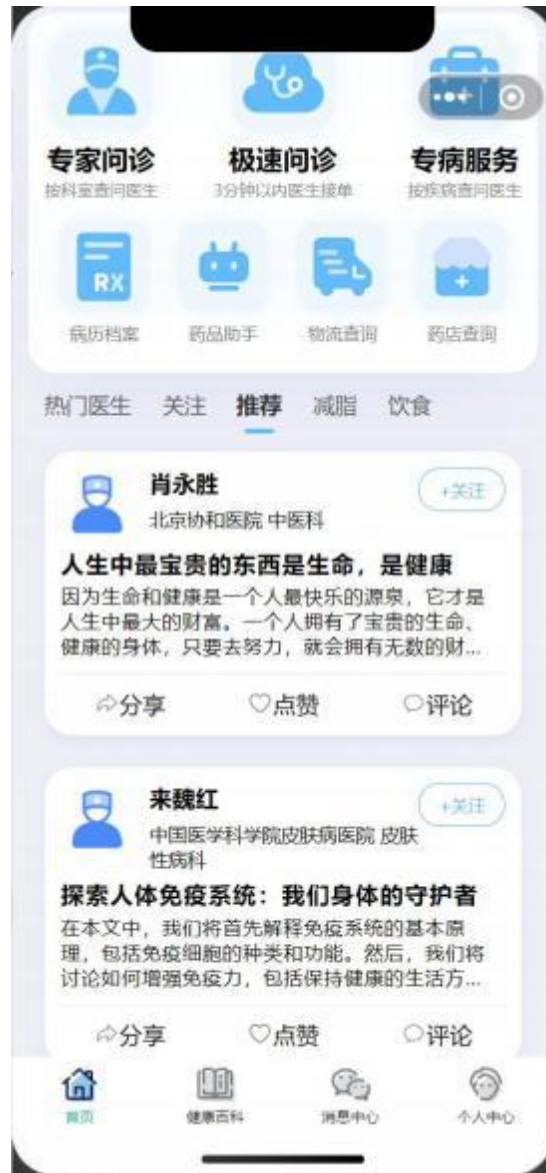 专家问诊 极速问诊 专病服务
按科室查问医生 3分钟以内医生接单 按疾病查问医生
RX
病历档案 药品助手 物流查询 药店查询
热门医生 关注 推荐 减脂 饮食
肖永胜 +关注
北京协和医院 中医科
人生中最宝贵的东西是生命，是健康
因为生命和健康是一个人最快乐的源泉，它才是
人生中最大的财富。一个人拥有了宝贵的生命、
健康的身体，只要去努力，就会拥有无数的财...
分享 点赞 评论
来魏红 +关注
中国医学科学院皮肤病医院 皮肤
性病科
探索人体免疫系统：我们身体的守护者
在本文中，我们将首先解释免疫系统的基本原
理，包括免疫细胞的种类和功能。然后，我们将
讨论如何增强免疫力，包括保持健康的生活方...
分享 点赞 评论
首页 健康百科 消息中心 个人中心